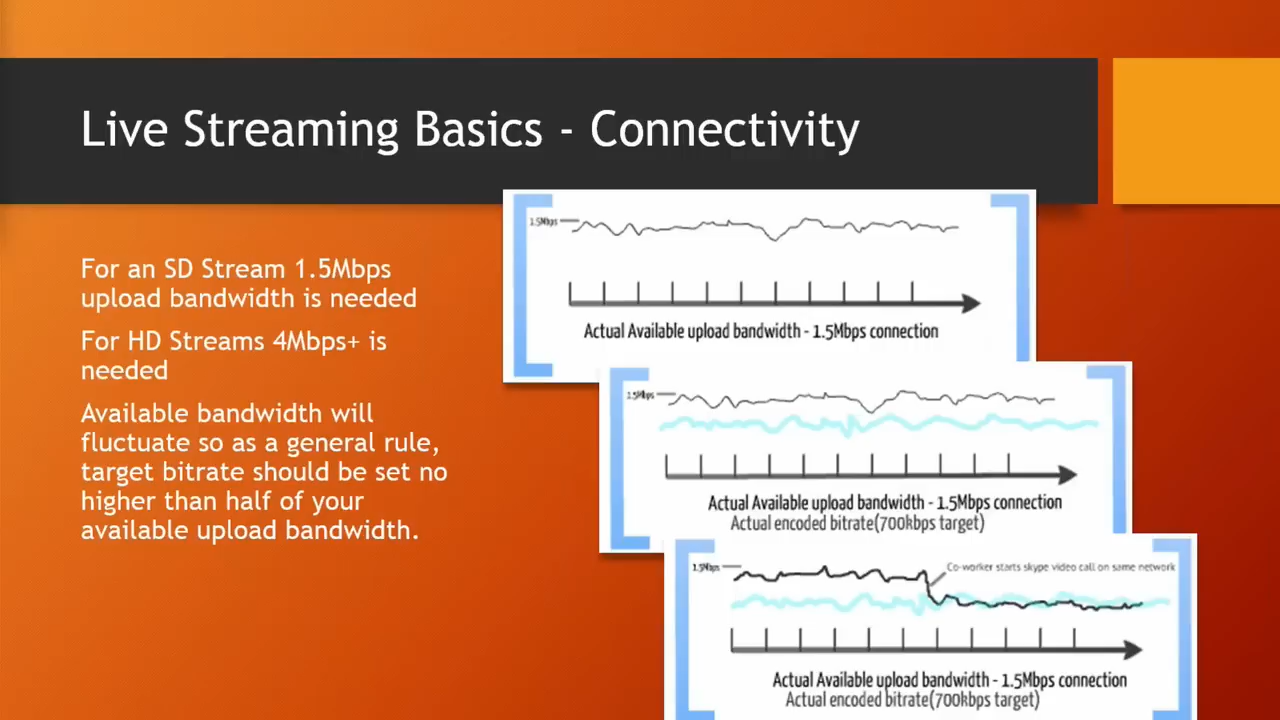 Live Streaming Basics - Connectivity
For an SD Stream 1.5Mbps
upload bandwidth is needed
For HD Streams 4Mbps+ is
needed
Available bandwidth will
fluctuate so as a general rule,
target bitrate should be set no
higher than half of your
available upload bandwidth.
1.5Mbps
Actual Available upload bandwidth - 1.5Mbps connection
1.5Mbps
Actual Available upload bandwidth - 1.5Mbps connection
Actual encoded bitrate(700kbps target)
1.5Mbps
Co-worker starts skype video call on same network
Actual Available upload bandwidth - 1.5Mbps connection
Actual encoded bitrate(700kbps target)